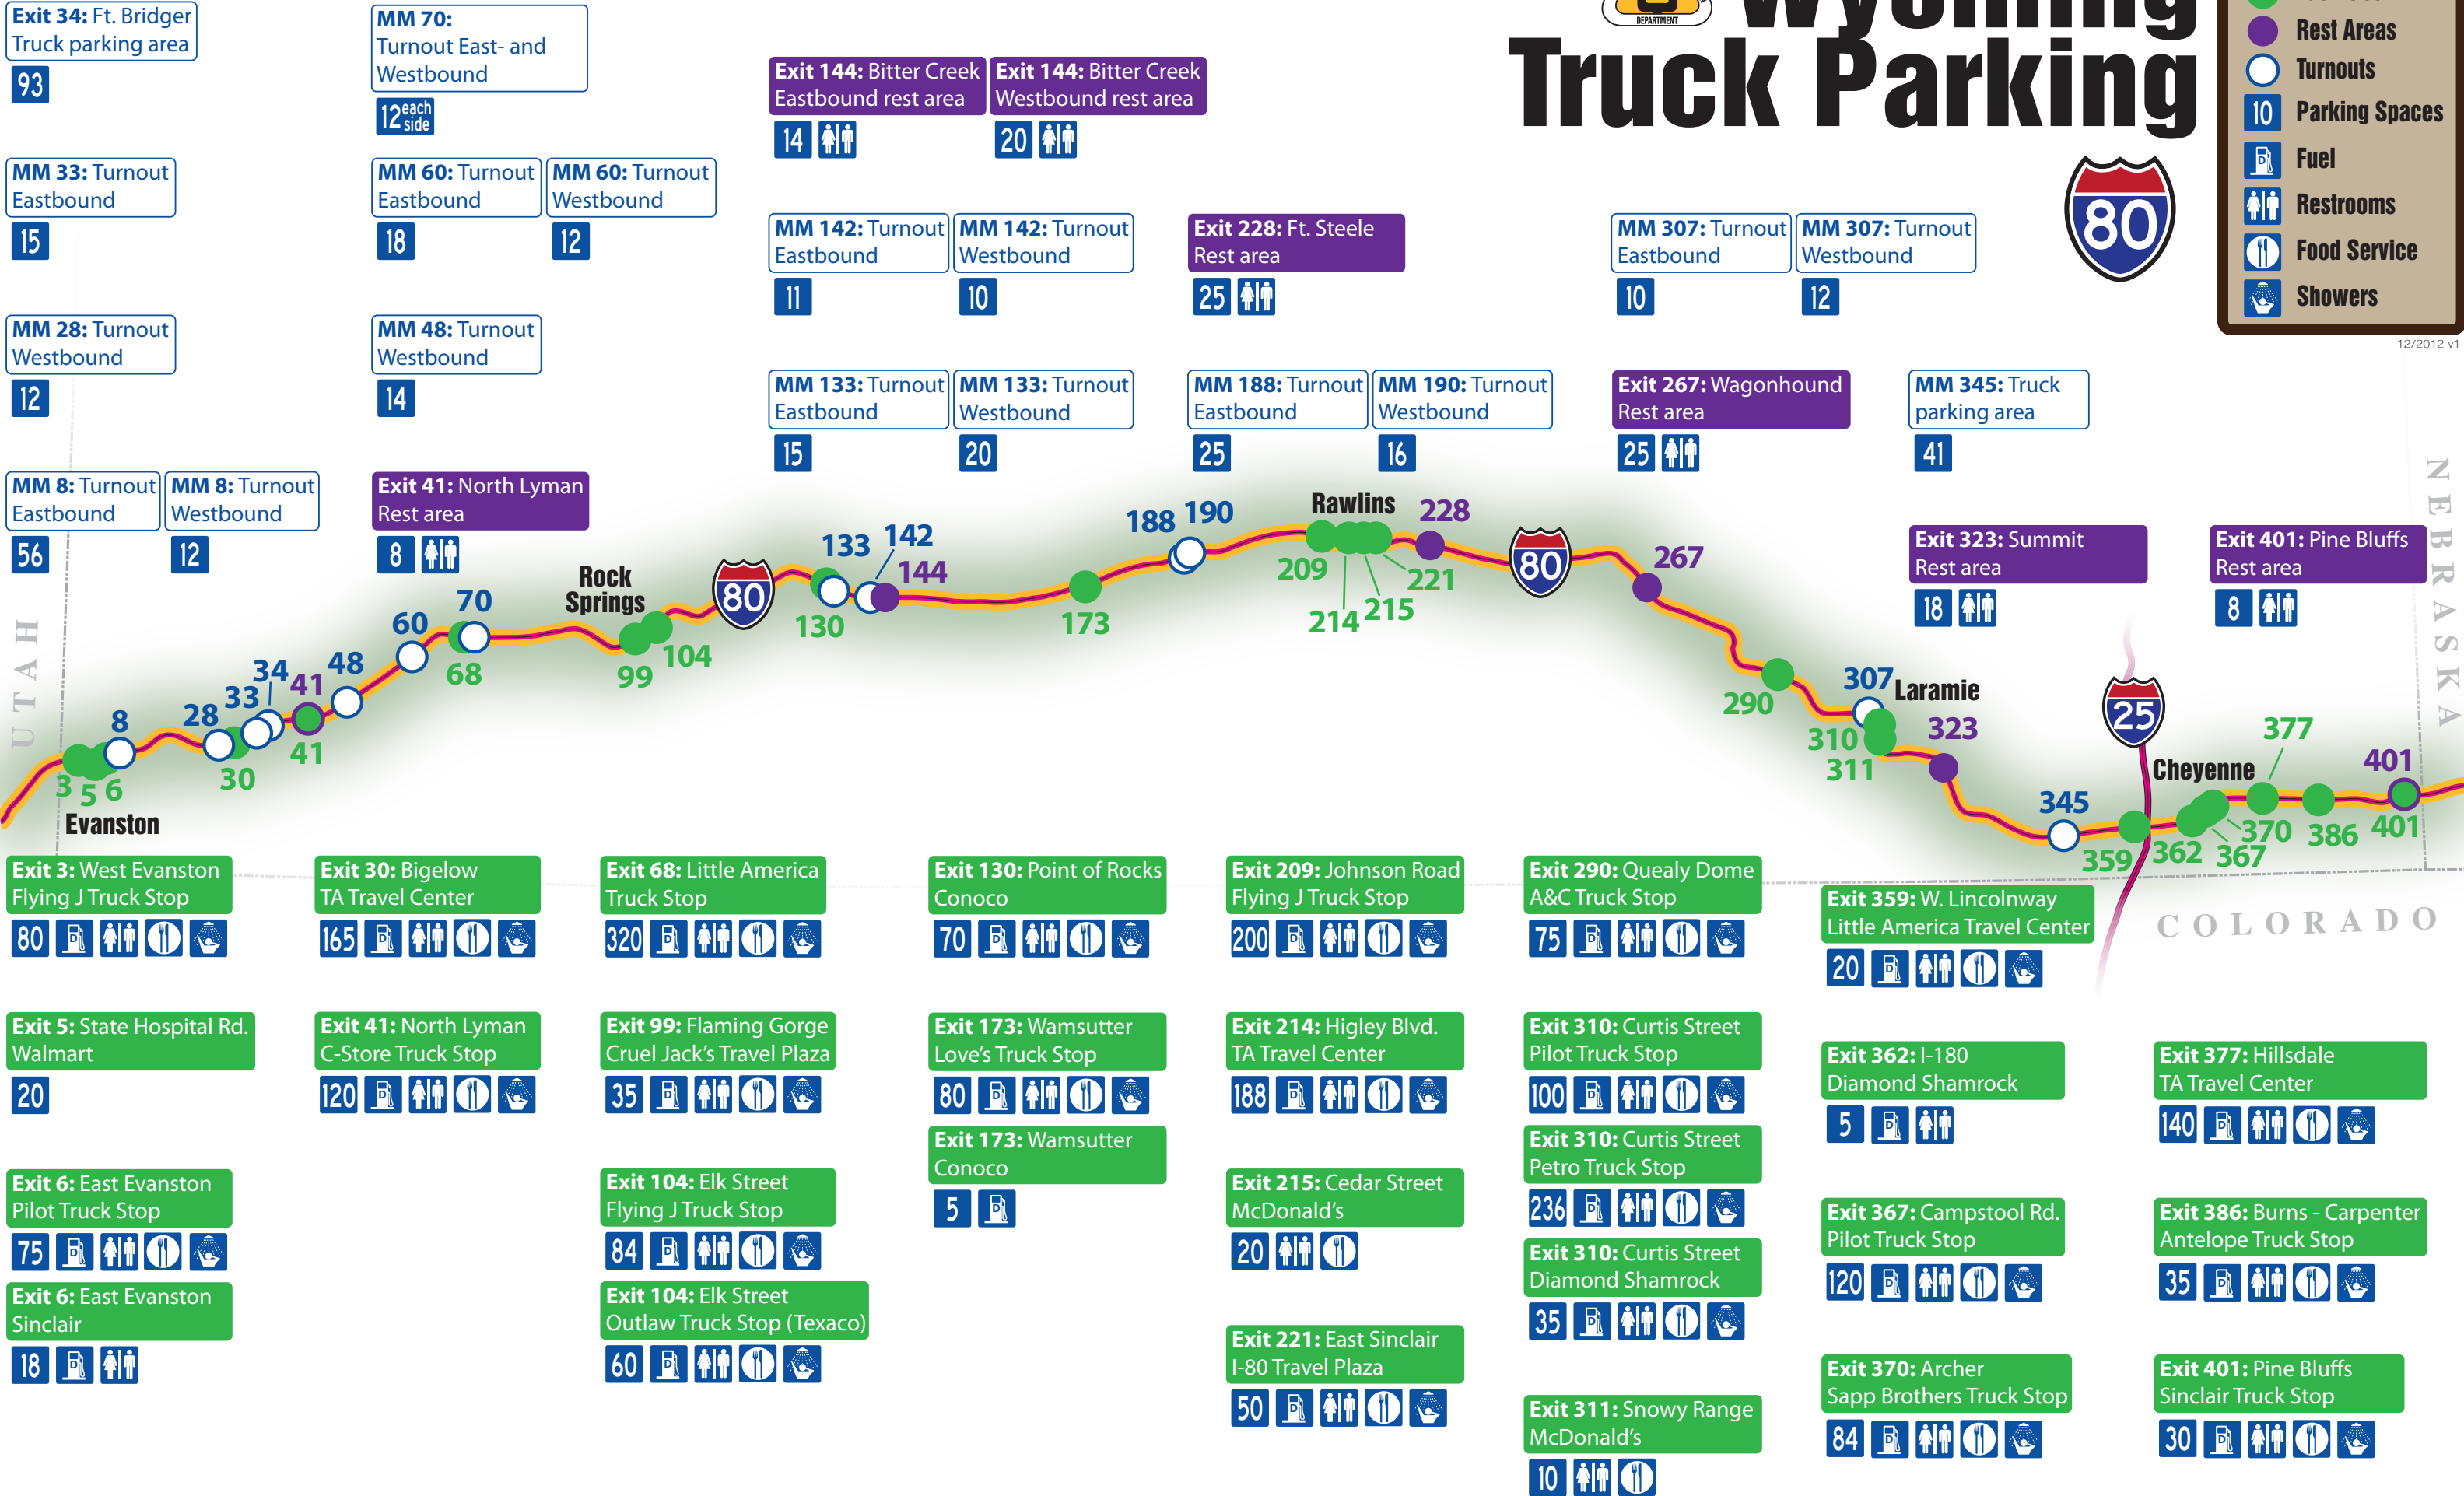 Exit 34: Ft. Bridger
Truck parking area
93
MM 70:
Turnout East- and
Westbound
12 each
side
Exit 144: Bitter Creek
Eastbound rest area
14
Exit 144: Bitter Creek
Westbound rest area
20
DEPARTMENT
Wyoming
Truck Parking
80
Rest Areas
Turnouts
10 Parking Spaces
D Fuel
Restrooms
Food Service
Showers
12/2012 v1
MM 33: Turnout
Eastbound
15
MM 60: Turnout
Eastbound
18
MM 60: Turnout
Westbound
12
MM 142: Turnout
Eastbound
11
MM 142: Turnout
Westbound
10
Exit 228: Ft. Steele
Rest area
25
MM 307: Turnout
Eastbound
10
MM 307: Turnout
Westbound
12
MM 28: Turnout
Westbound
12
MM 48: Turnout
Westbound
14
MM 133: Turnout
Eastbound
15
MM 133: Turnout
Westbound
20
MM 188: Turnout
Eastbound
25
MM 190: Turnout
Westbound
16
Exit 267: Wagonhound
Rest area
25
MM 345: Truck
parking area
41
MM 8: Turnout
Eastbound
56
MM 8: Turnout
Westbound
12
Exit 41: North Lyman
Rest area
8
Exit 323: Summit
Rest area
18
Exit 401: Pine Bluffs
Rest area
8
UTAH
NEBRASKA
COLORADO
3
5
6
Evanston
8
28
30
33
34
41
41
48
60
68
70
Rock
Springs
99
104
80
130
133
142
144
173
188
190
Rawlins
209
214
215
221
228
80
267
290
307
Laramie
310
311
323
345
25
359
Cheyenne
362
367
370
377
386
401
401
Exit 3: West Evanston
Flying J Truck Stop
80 D
Exit 5: State Hospital Rd.
Walmart
20
Exit 6: East Evanston
Pilot Truck Stop
75 D
Exit 6: East Evanston
Sinclair
18 D
Exit 30: Bigelow
TA Travel Center
165 D
Exit 41: North Lyman
C-Store Truck Stop
120 D
Exit 68: Little America
Truck Stop
320 D
Exit 99: Flaming Gorge
Cruel Jack's Travel Plaza
35 D
Exit 104: Elk Street
Flying J Truck Stop
84 D
Exit 104: Elk Street
Outlaw Truck Stop (Texaco)
60 D
Exit 130: Point of Rocks
Conoco
70 D
Exit 173: Wamsutter
Love's Truck Stop
80 D
Exit 173: Wamsutter
Conoco
5 D
Exit 209: Johnson Road
Flying J Truck Stop
200 D
Exit 214: Higley Blvd.
TA Travel Center
188 D
Exit 215: Cedar Street
McDonald's
20
Exit 221: East Sinclair
I-80 Travel Plaza
50 D
Exit 290: Quealy Dome
A&C Truck Stop
75 D
Exit 310: Curtis Street
Pilot Truck Stop
100 D
Exit 310: Curtis Street
Petro Truck Stop
236 D
Exit 310: Curtis Street
Diamond Shamrock
35 D
Exit 311: Snowy Range
McDonald's
10
Exit 359: W. Lincolnway
Little America Travel Center
20 D
Exit 362: I-180
Diamond Shamrock
5 D
Exit 367: Campstool Rd.
Pilot Truck Stop
120 D
Exit 370: Archer
Sapp Brothers Truck Stop
84 D
Exit 377: Hillsdale
TA Travel Center
140 D
Exit 386: Burns - Carpenter
Antelope Truck Stop
35 D
Exit 401: Pine Bluffs
Sinclair Truck Stop
30 D